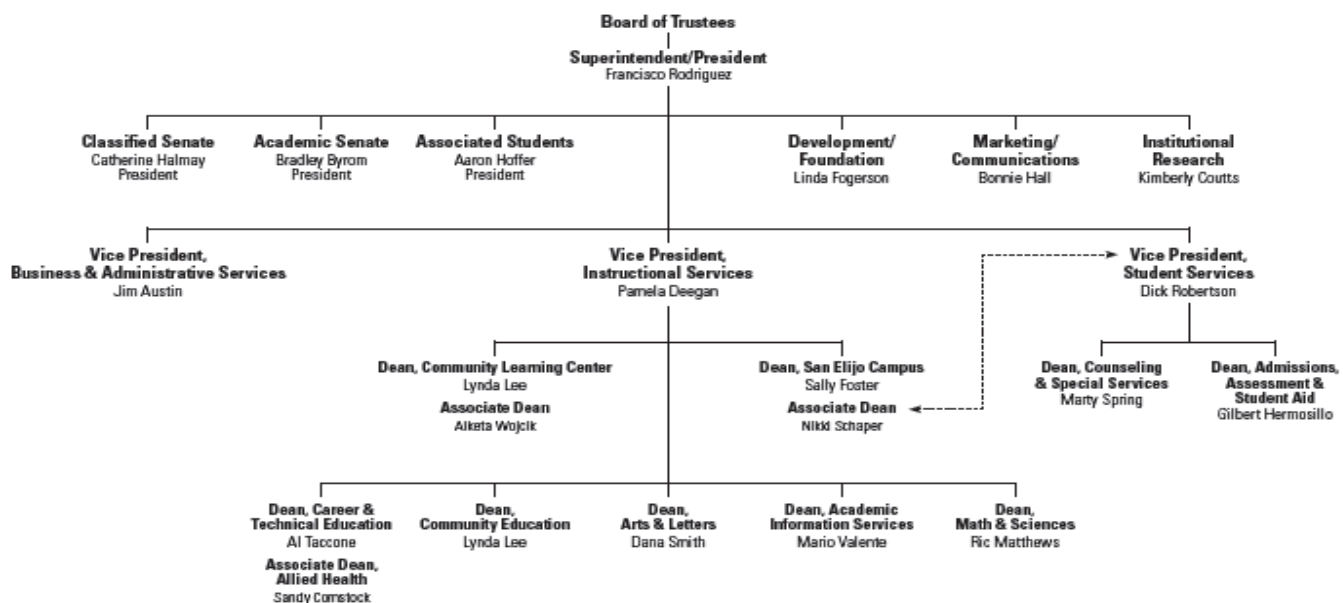 Board of Trustees
Superintendent/President
Francisco Rodriguez
Classified Senate
Catherine Halmay
President
Academic Senate
Bradley Byrom
President
Associated Students
Aaron Hoffer
President
Development/
Foundation
Linda Fogerson
Marketing/
Communications
Bonnie Hall
Institutional
Research
Kimberly Coutts
Vice President,
Business & Administrative Services
Jim Austin
Vice President,
Instructional Services
Pamela Deegan
Vice President,
Student Services
Dick Robertson
Dean, Community Learning Center
Lynda Lee
Associate Dean
Alketa Wojcik
Dean, San Elijo Campus
Sally Foster
Associate Dean
Nikki Schaper
Dean, Counseling
& Special Services
Marty Spring
Dean, Admissions,
Assessment &
Student Aid
Gilbert Hermosillo
Dean, Career &
Technical Education
Al Taccone
Associate Dean,
Allied Health
Sandy Comstock
Dean,
Community Education
Lynda Lee
Dean,
Arts & Letters
Dana Smith
Dean, Academic
Information Services
Mario Valente
Dean,
Math & Sciences
Ric Matthews